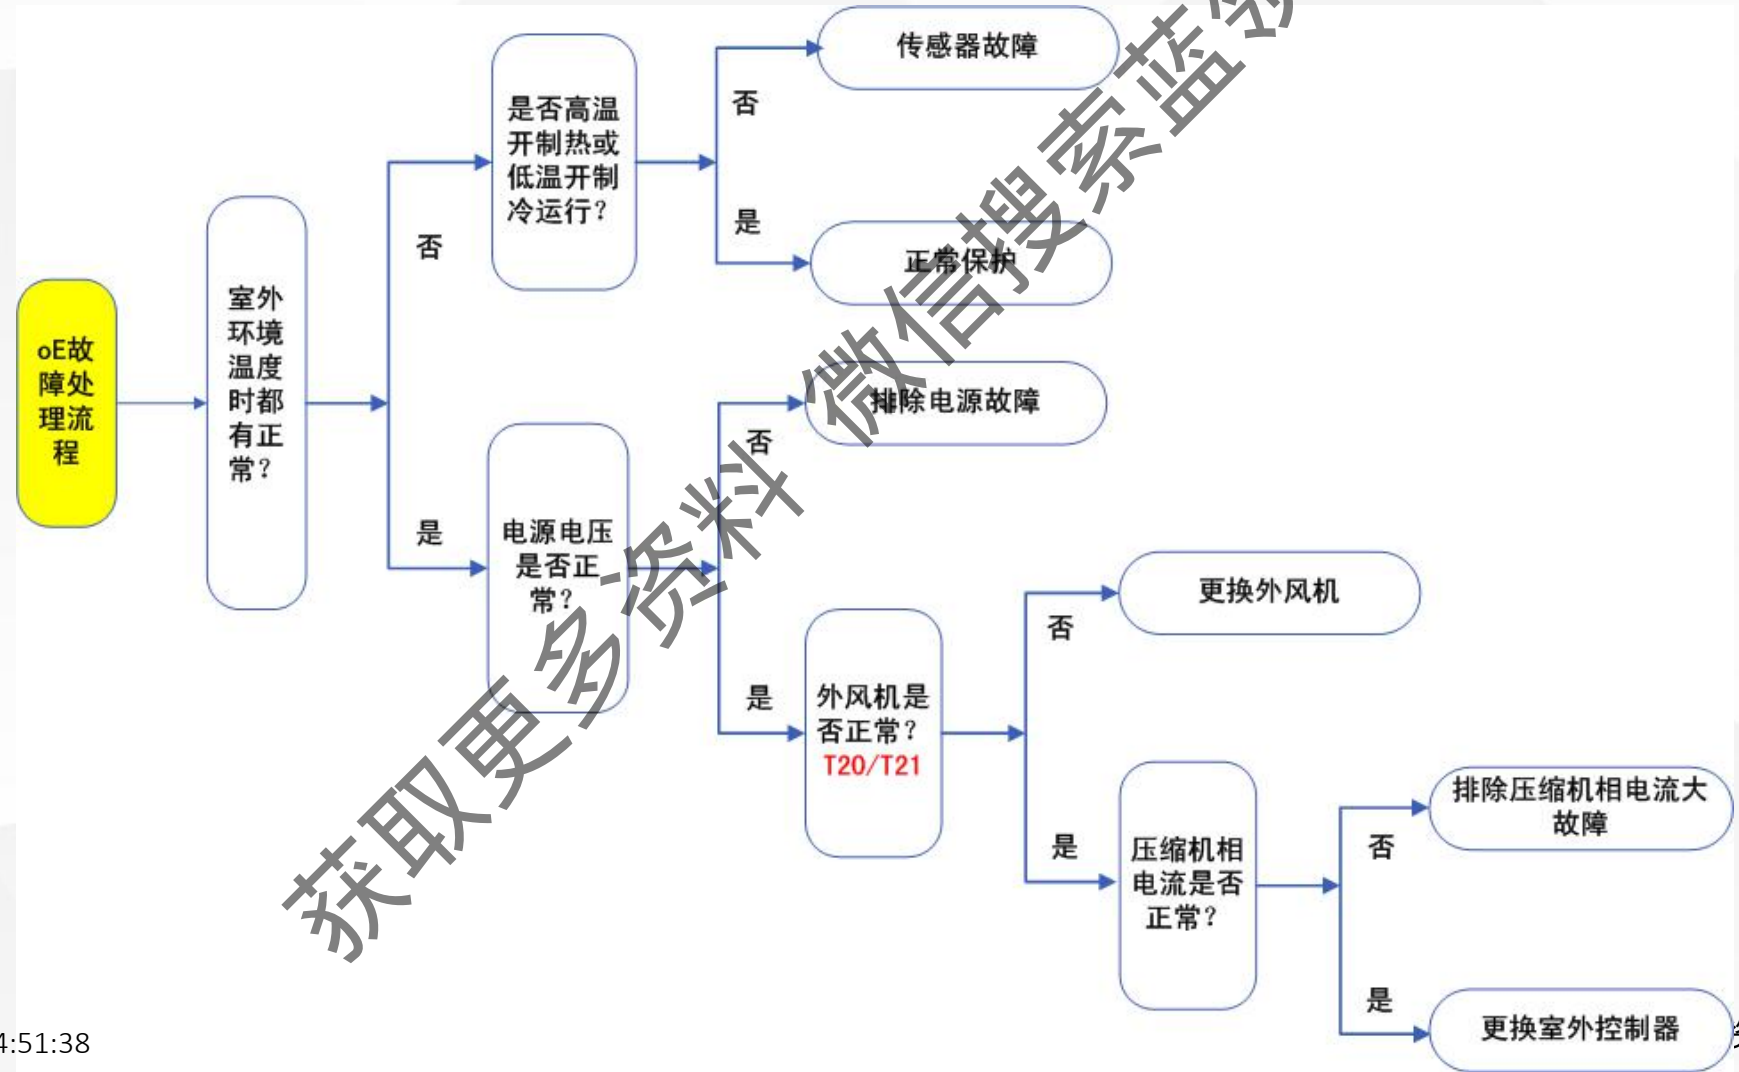 oE故
障处
理流
程
室外
环境
温度
时都
有正
常？
否
是
是否高温
开制热或
低温开制
冷运行？
否
是
传感器故障
正常保护
电源电压
是否正
常？
否
是
排除电源故障
外风机是
否正常？
T20/T21
否
是
更换外风机
压缩机相
电流是否
正常？
否
是
排除压缩机相电流大
故障
更换室外控制器
获取更多资料 微信搜索蓝领
4:51:38